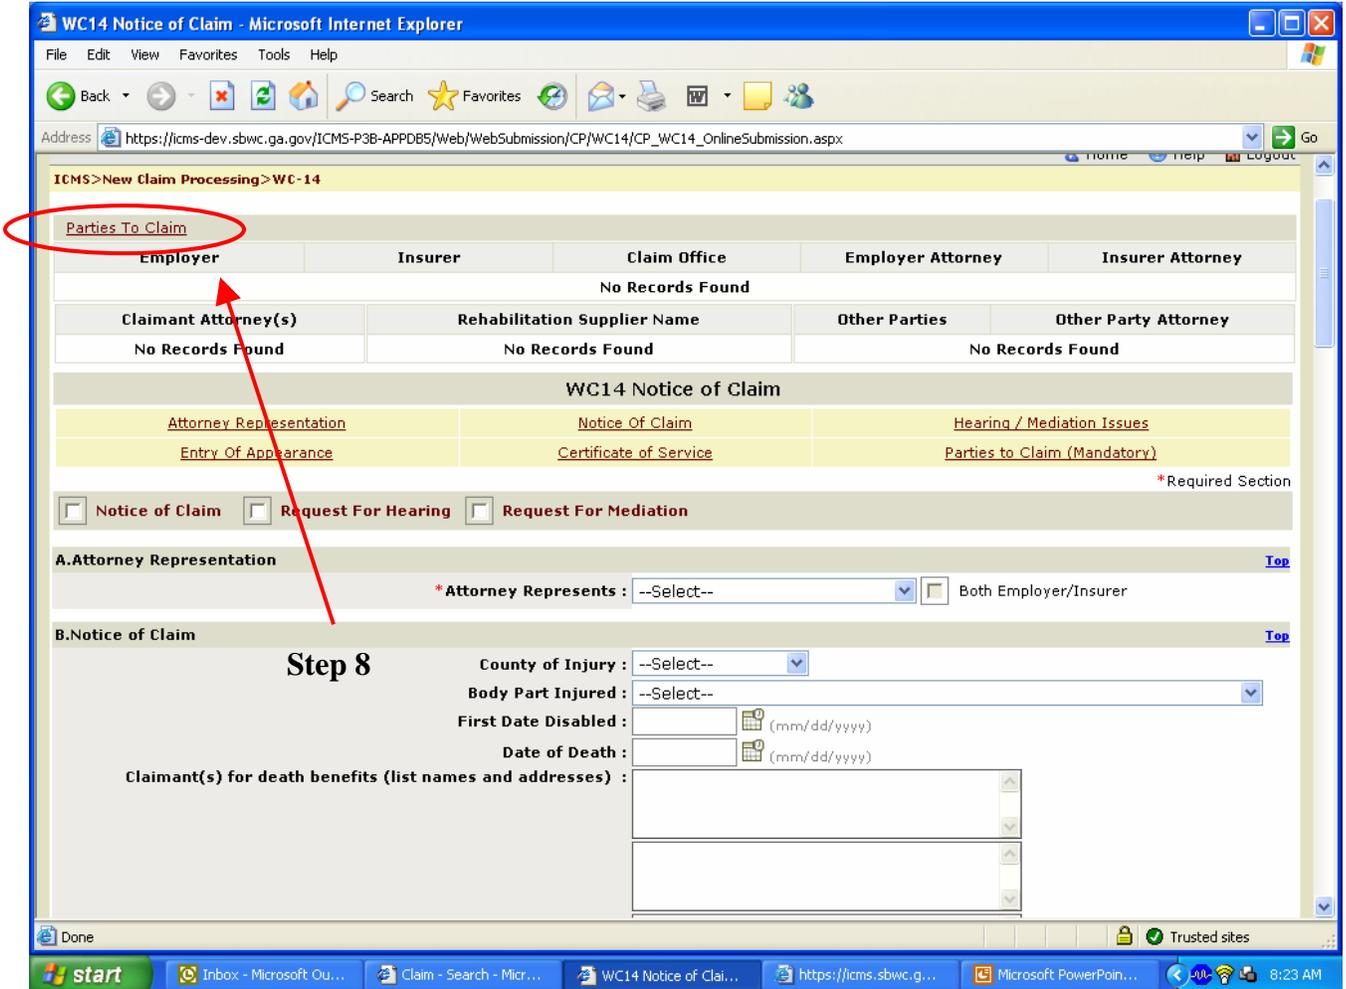 WC14 Notice of Claim - Microsoft Internet Explorer
File Edit View Favorites Tools Help
Back Search Favorites
Address https://icms-dev.sbwc.ga.gov/ICMS-P3B-APPDB5/Web/WebSubmission/CP/WC14/CP_WC14_OnlineSubmission.aspx Go
Home Help Logout
ICMS>New Claim Processing>WC-14
Parties To Claim
Employer Insurer Claim Office Employer Attorney Insurer Attorney
No Records Found
Claimant Attorney(s) Rehabilitation Supplier Name Other Parties Other Party Attorney
No Records Found No Records Found No Records Found
WC14 Notice of Claim
Attorney Representation Notice Of Claim Hearing / Mediation Issues
Entry Of Appearance Certificate of Service Parties to Claim (Mandatory)
*Required Section
Notice of Claim Request For Hearing Request For Mediation
A.Attorney Representation Top
*Attorney Represents : --Select-- Both Employer/Insurer
B.Notice of Claim Top
Step 8 County of Injury : --Select--
Body Part Injured : --Select--
First Date Disabled : (mm/dd/yyyy)
Date of Death : (mm/dd/yyyy)
Claimant(s) for death benefits (list names and addresses) :
Done Trusted sites
start Inbox - Microsoft Ou... Claim - Search - Micr... WC14 Notice of Clai... https://icms.sbwc.g... Microsoft PowerPoin... 8:23 AM